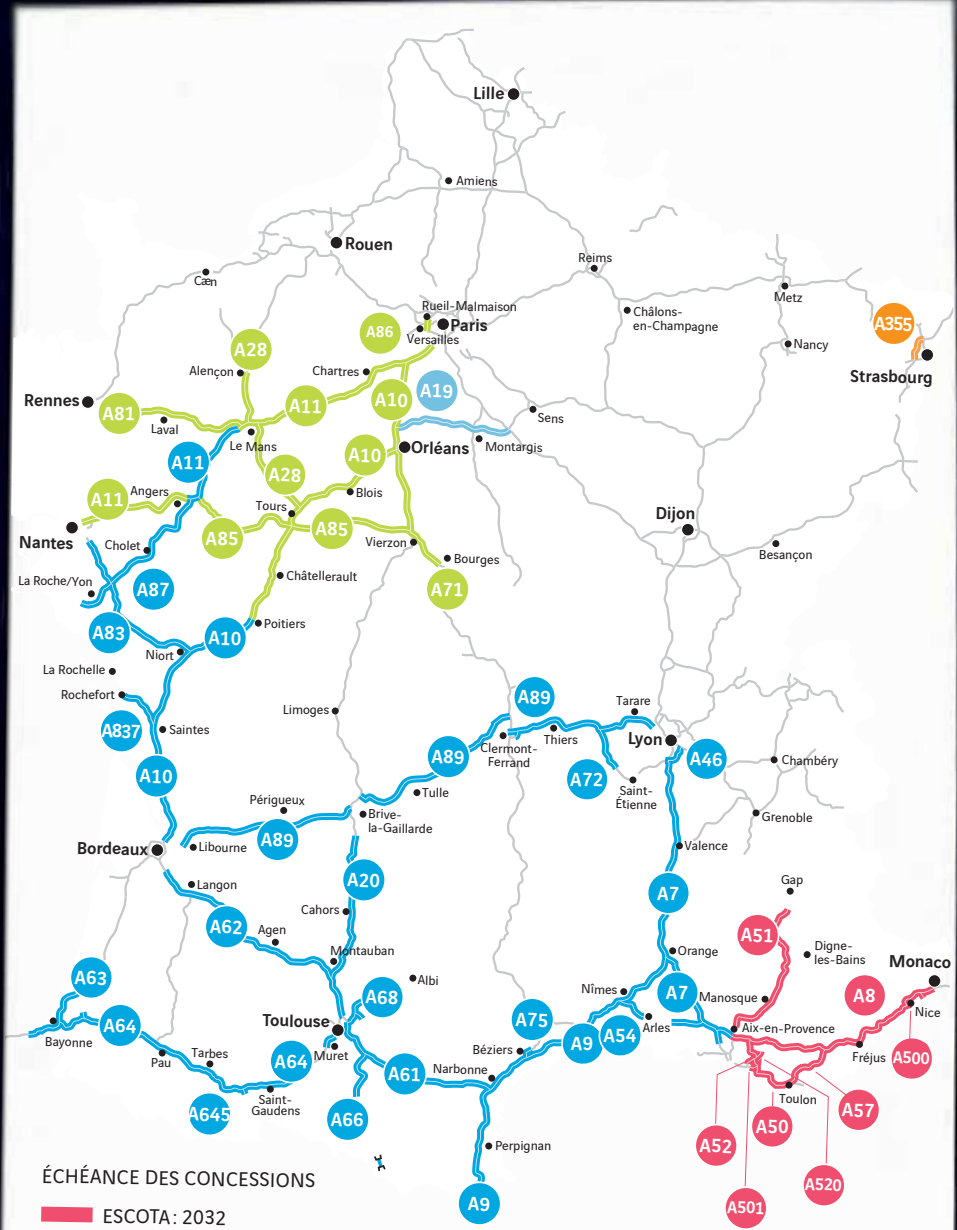 Lille
Amiens
Rouen
Cæn
Reims
Metz
Rueil-Malmaison
Paris
Versailles
Châlons-
en-Champagne
A355
A86
A28
Nancy
Strasbourg
Alençon
Chartres
A19
Rennes
A81
A11
A10
Sens
Laval
Le Mans
Orléans
Montargis
A11
A10
A28
Angers
Blois
A11
Tours
Dijon
Nantes
A85
A85
Vierzon
Besançon
Cholet
Bourges
La Roche/Yon
A87
Châtellerault
A71
A83
A10
Poitiers
Niort
La Rochelle
Rochefort
A89
Tarare
Limoges
A837
Saintes
Clermont-
Ferrand
Thiers
Lyon
A46
A89
A72
Chambéry
A10
Saint-
Étienne
Tulle
Périgueux
Brive-
la-Gaillarde
Grenoble
A89
Bordeaux
Libourne
Valence
Langon
A20
A7
Gap
Cahors
A62
Agen
A51
Montauban
Orange
Digne-
les-Bains
Monaco
A63
Albi
Nîmes
A7
Manosque
A8
A68
Nice
A64
Toulouse
A75
A9
A54
Arles
Aix-en-Provence
Bayonne
Muret
Béziers
Fréjus
A500
Pau
Tarbes
A64
A61
Narbonne
Saint-
Gaudens
Toulon
A645
A66
A50
A57
A52
Perpignan
ÉCHÉANCE DES CONCESSIONS
A520
A9
A501
ESCOTA : 2032